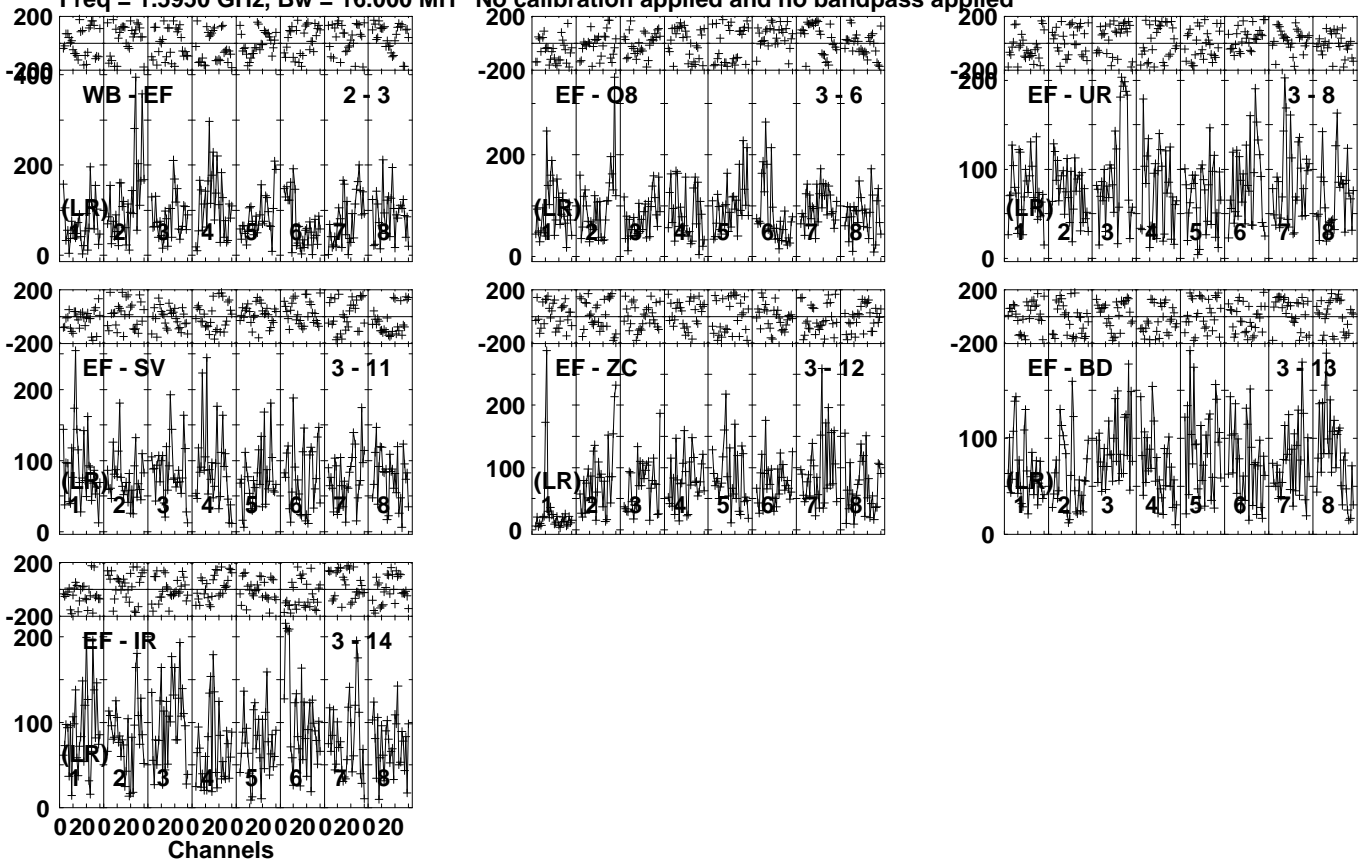 Freq = 1.5950 GHz, Bw = 16.000 MH No calibration applied and no bandpass applied
200 200 200
-200 -200 -200
400 200
WB - EF 2 - 3 EF - O8 3 - 6 EF - UR 3 - 8
200 200 100
(LR) (LR) (LR)
1 2 3 4 5 6 7 8 1 2 3 4 5 6 7 8 1 2 3 4 5 6 7 8
0 0 0
200 200 200
-200 -200 -200
EF - SV 3 - 11 EF - ZC 3 - 12 EF - BD 3 - 13
200 200
100 100 100
(LR) (LR) (LR)
1 2 3 4 5 6 7 8 1 2 3 4 5 6 7 8 1 2 3 4 5 6 7 8
0 0 0
200
-200
200
EF - IR 3 - 14
100
(LR)
1 2 3 4 5 6 7 8
0
0 20 0 20 0 20 0 20 0 20 0 20 0 20 0 20
Channels